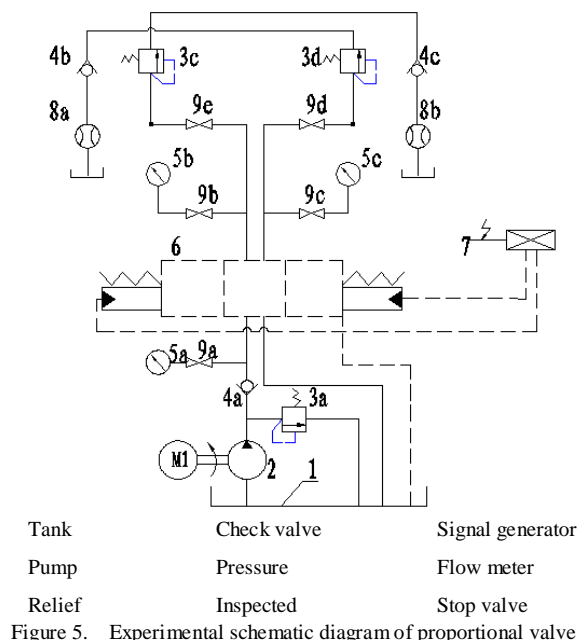 4b 3c 3d 4c
8a 9e 9d 8b
5b 5c
9b 9c
6 7
5a 9a
4a 3a
M1 2 1
Tank Check valve Signal generator
Pump Pressure Flow meter
Relief Inspected Stop valve
Figure 5. Experimental schematic diagram of proportional valve